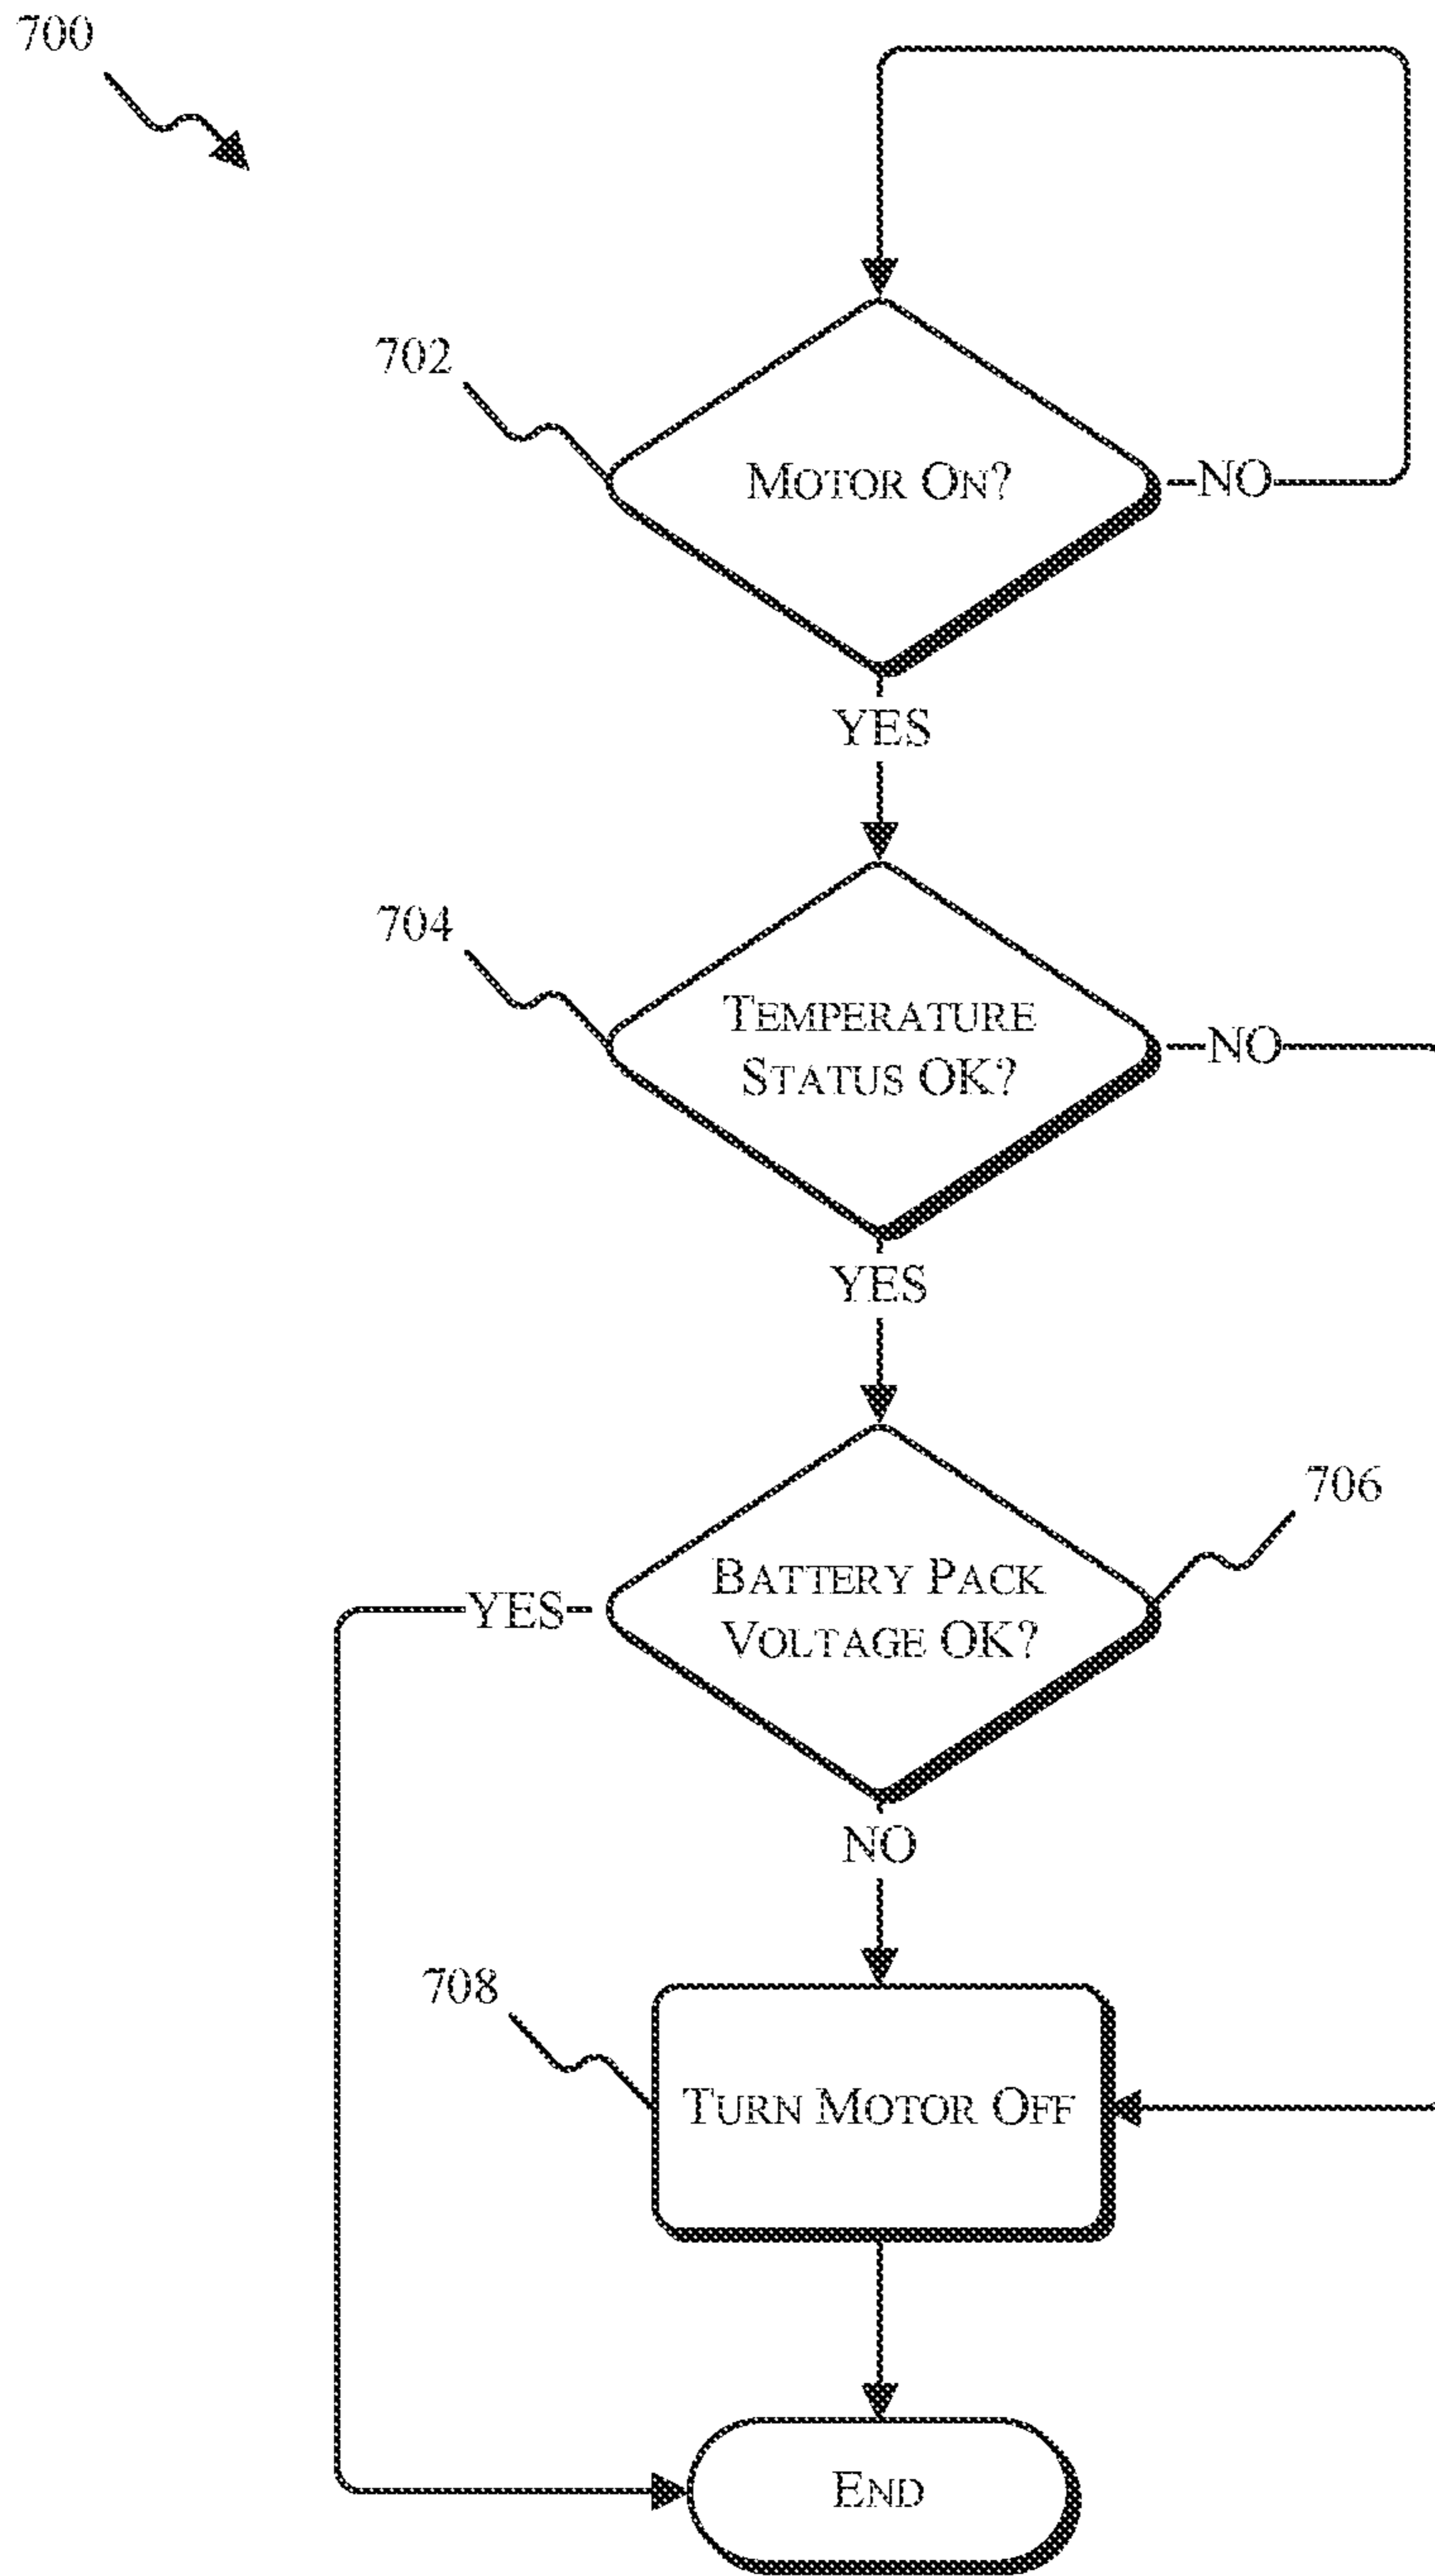 700
702
MOTOR ON?
NO
YES
704
TEMPERATURE
STATUS OK?
NO
YES
706
BATTERY PACK
VOLTAGE OK?
YES
NO
708
TURN MOTOR OFF
END